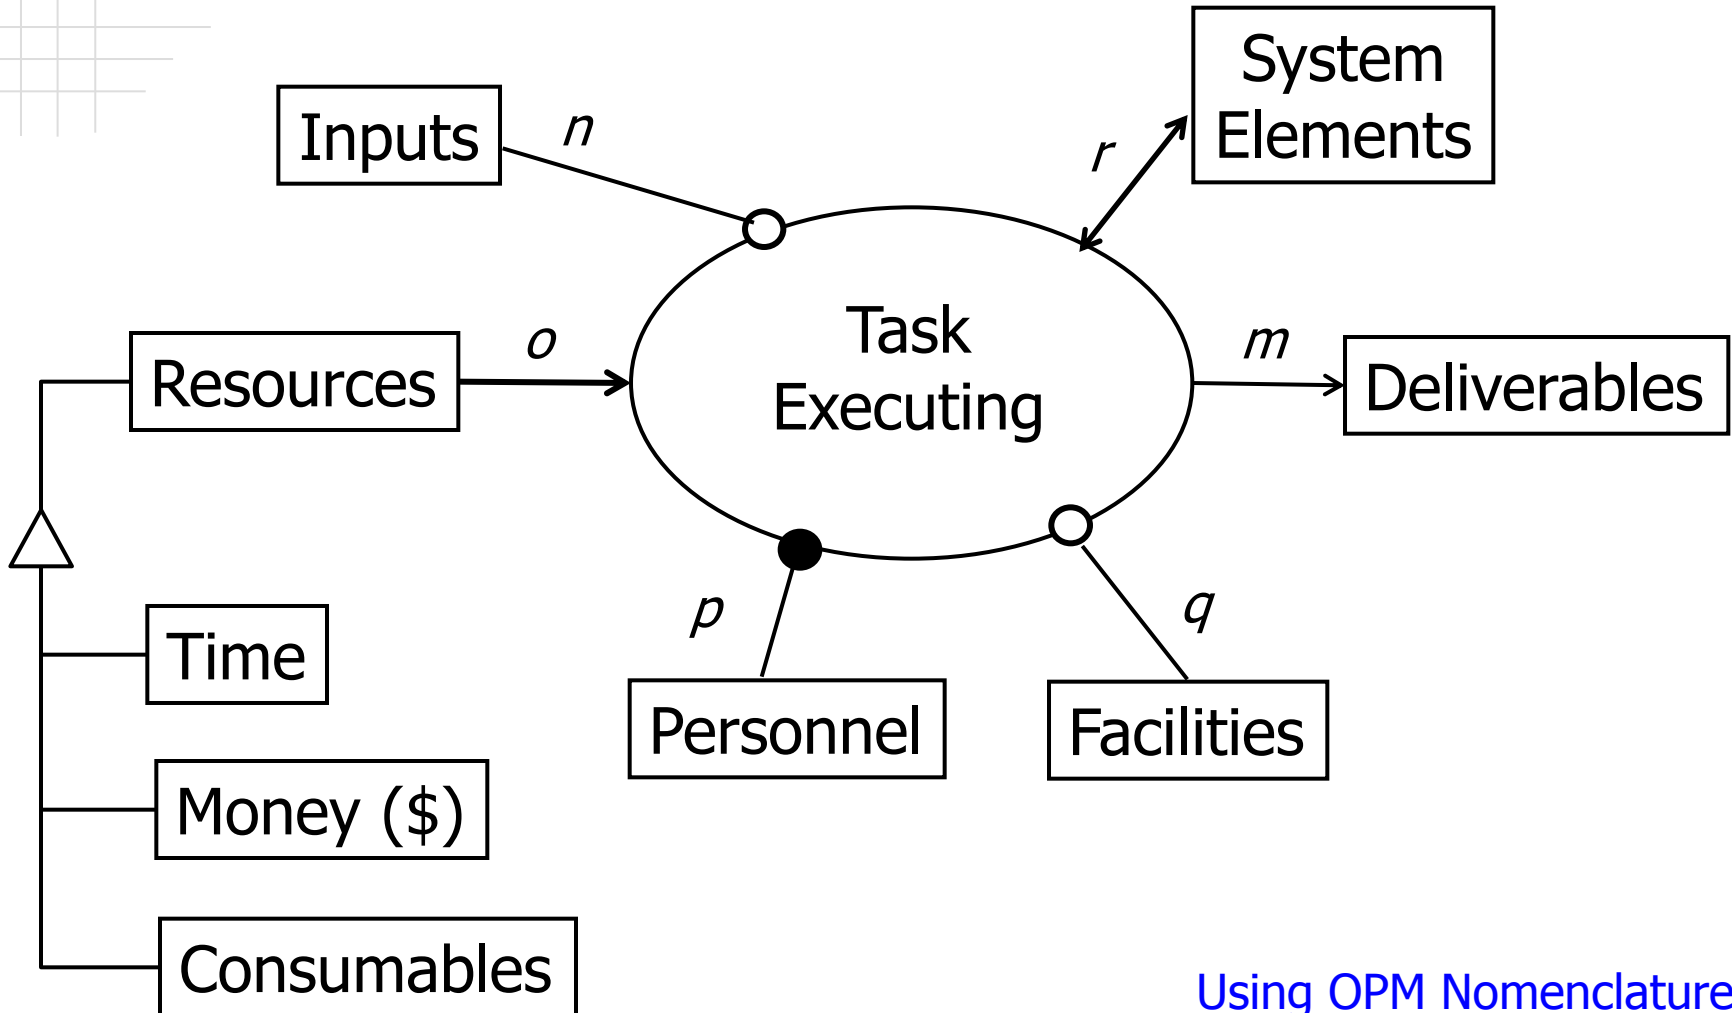 System
Elements
Inputs
n
r
Task
Executing
Resources
o
m
Deliverables
p
q
Time
Personnel
Facilities
Money ($)
Consumables
Using OPM Nomenclature